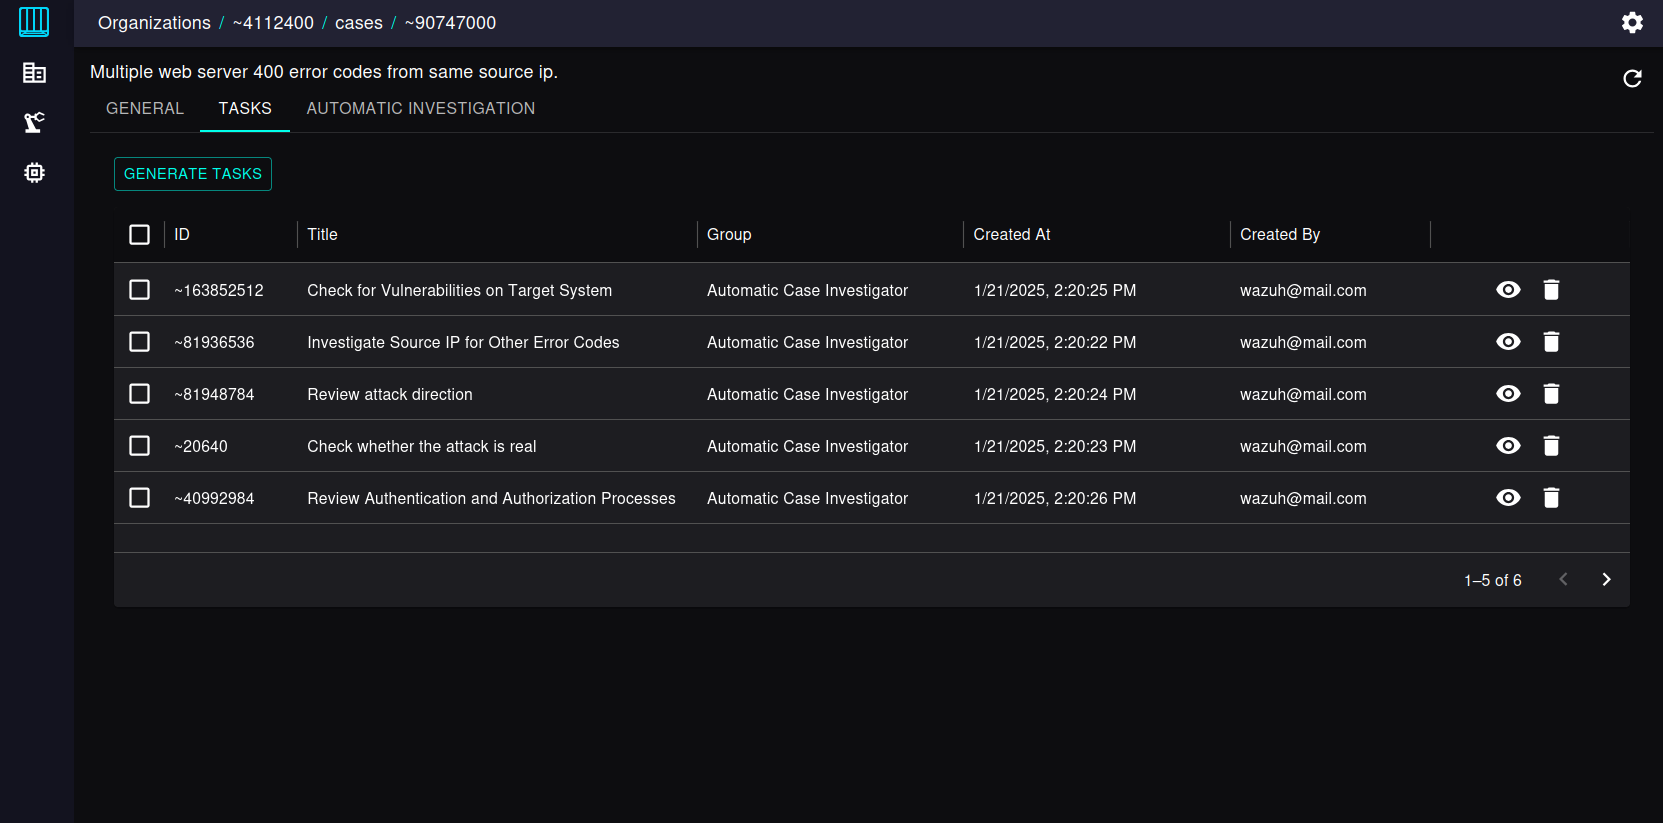 Organizations / ~4112400 / cases / ~90747000
Multiple web server 400 error codes from same source ip.
GENERAL TASKS AUTOMATIC INVESTIGATION
GENERATE TASKS
ID Title Group Created At Created By
~163852512 Check for Vulnerabilities on Target System Automatic Case Investigator 1/21/2025, 2:20:25 PM wazuh@mail.com
~81936536 Investigate Source IP for Other Error Codes Automatic Case Investigator 1/21/2025, 2:20:22 PM wazuh@mail.com
~81948784 Review attack direction Automatic Case Investigator 1/21/2025, 2:20:24 PM wazuh@mail.com
~20640 Check whether the attack is real Automatic Case Investigator 1/21/2025, 2:20:23 PM wazuh@mail.com
~40992984 Review Authentication and Authorization Processes Automatic Case Investigator 1/21/2025, 2:20:26 PM wazuh@mail.com
1–5 of 6